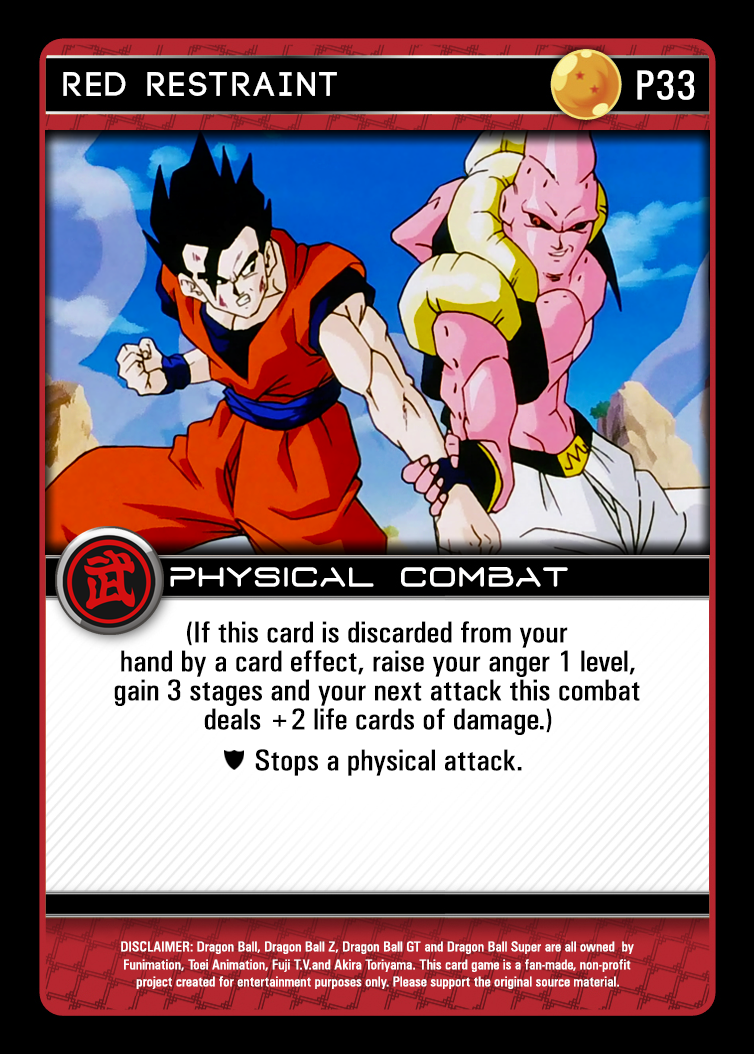 RED RESTRAINT
P33
武
PHYSICAL COMBAT
(If this card is discarded from your
hand by a card effect, raise your anger 1 level,
gain 3 stages and your next attack this combat
deals +2 life cards of damage.)
Stops a physical attack.
DISCLAIMER: Dragon Ball, Dragon Ball Z, Dragon Ball GT and Dragon Ball Super are all owned by
Funimation, Toei Animation, Fuji T.V.and Akira Toriyama. This card game is a fan-made, non-profit
project created for entertainment purposes only. Please support the original source material.